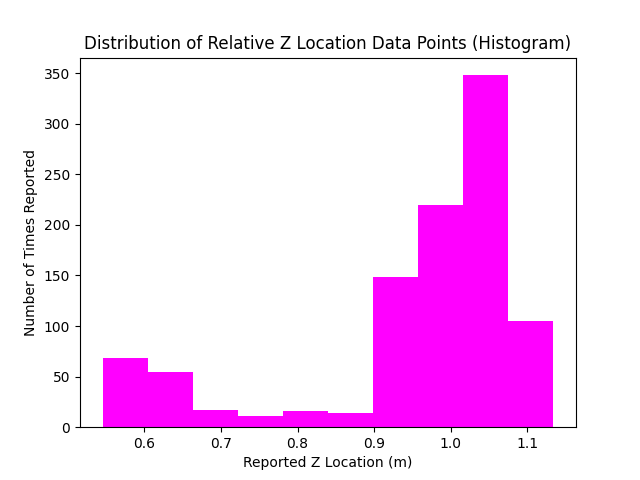 Distribution of Relative Z Location Data Points (Histogram)
350
300
250
200
150
100
50
0
Number of Times Reported
0.6 0.7 0.8 0.9 1.0 1.1
Reported Z Location (m)